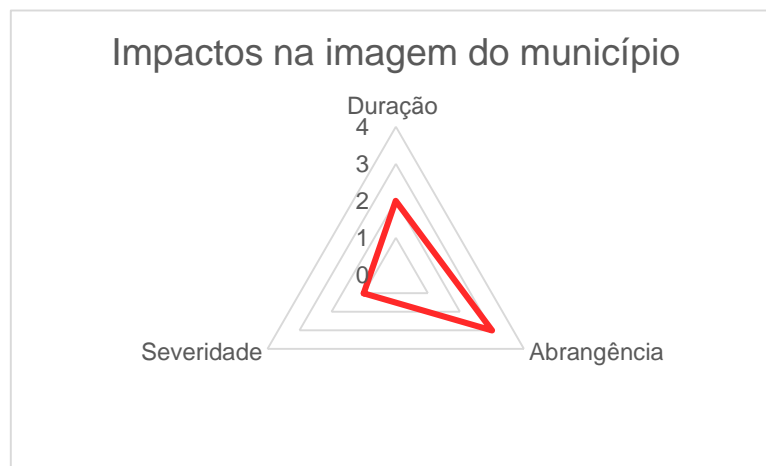 Impactos na imagem do município
Duração
4
3
2
1
0
Severidade
Abrangência